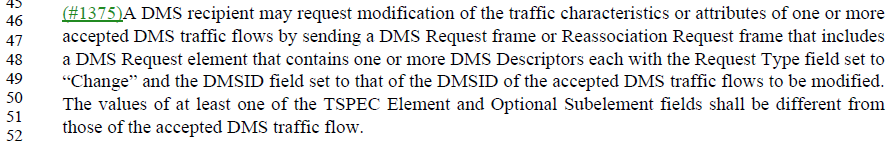 45
46 (#1375)A DMS recipient may request modification of the traffic characteristics or attributes of one or more
47 accepted DMS traffic flows by sending a DMS Request frame or Reassociation Request frame that includes
48 a DMS Request element that contains one or more DMS Descriptors each with the Request Type field set to
49 “Change” and the DMSID field set to that of the DMSID of the accepted DMS traffic flows to be modified.
50 The values of at least one of the TSPEC Element and Optional Subelement fields shall be different from
51 those of the accepted DMS traffic flow.
52